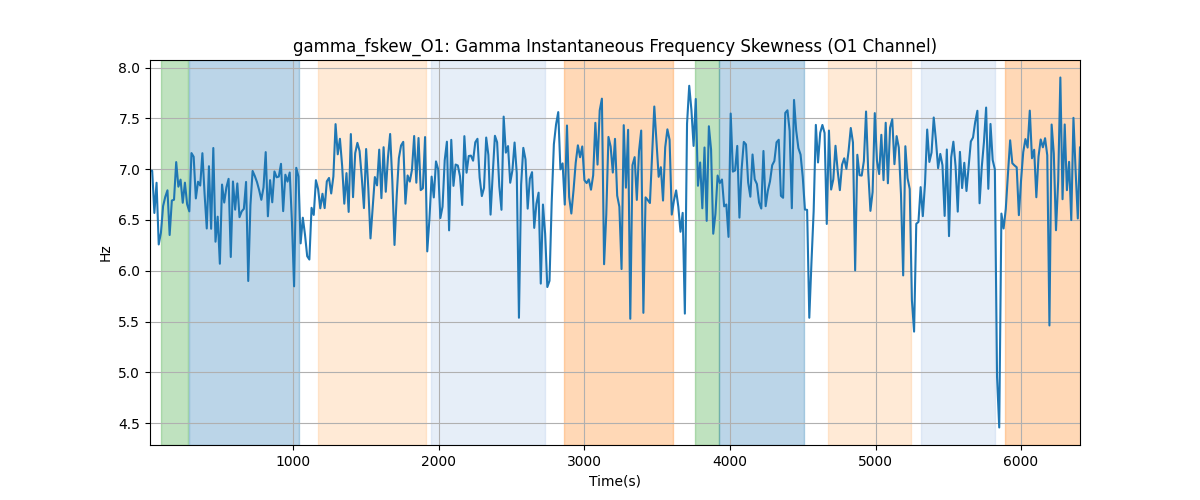 gamma_fskew_O1: Gamma Instantaneous Frequency Skewness (O1 Channel)
8.0
7.5
7.0
6.5
6.0
5.5
5.0
4.5
Hz
1000 2000 3000 4000 5000 6000
Time(s)